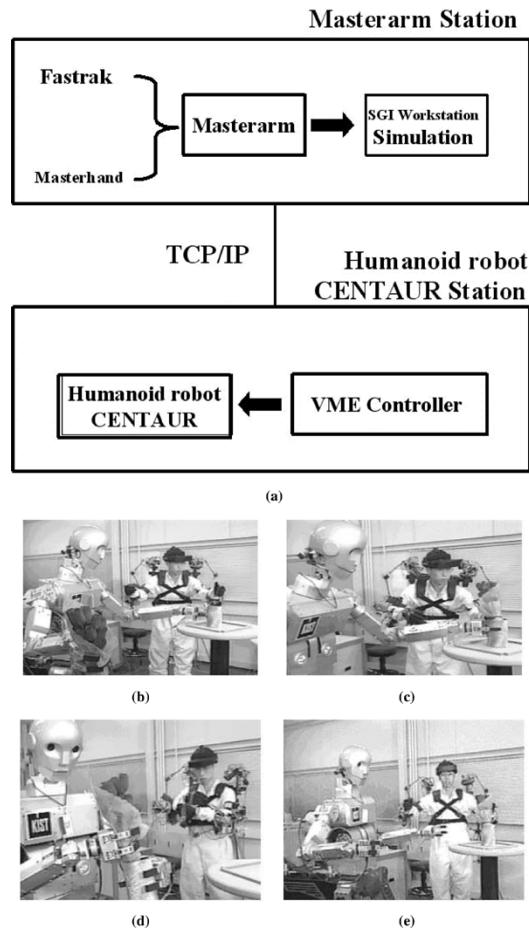 Masterarm Station
Fastrak
Masterhand
Masterarm
SGI Workstation
Simulation
TCP/IP
Humanoid robot
CENTAUR Station
Humanoid robot
CENTAUR
VME Controller
(a)
KIST
(b)
(c)
KIST
(d)
(e)